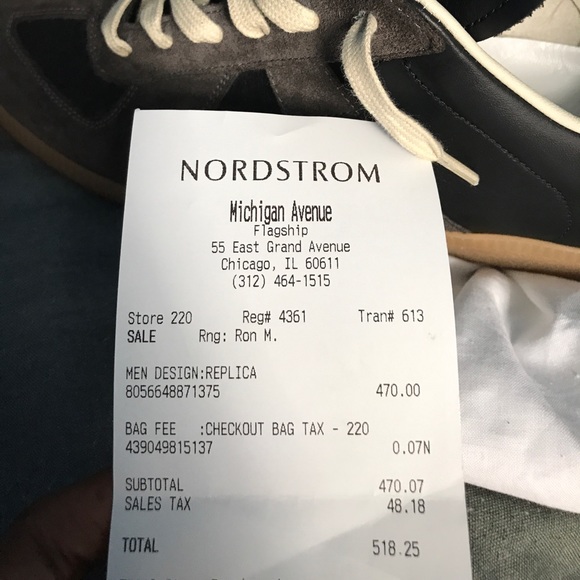 NORDSTROM
Michigan Avenue
Flagship
55 East Grand Avenue
Chicago, IL 60611
(312) 464-1515
Store 220 Reg# 4361 Tran# 613
SALE Rng: Ron M.
MEN DESIGN:REPLICA
8056648871375 470.00
BAG FEE :CHECKOUT BAG TAX - 220
439049815137 0.07N
SUBTOTAL 470.07
SALES TAX 48.18
TOTAL 518.25